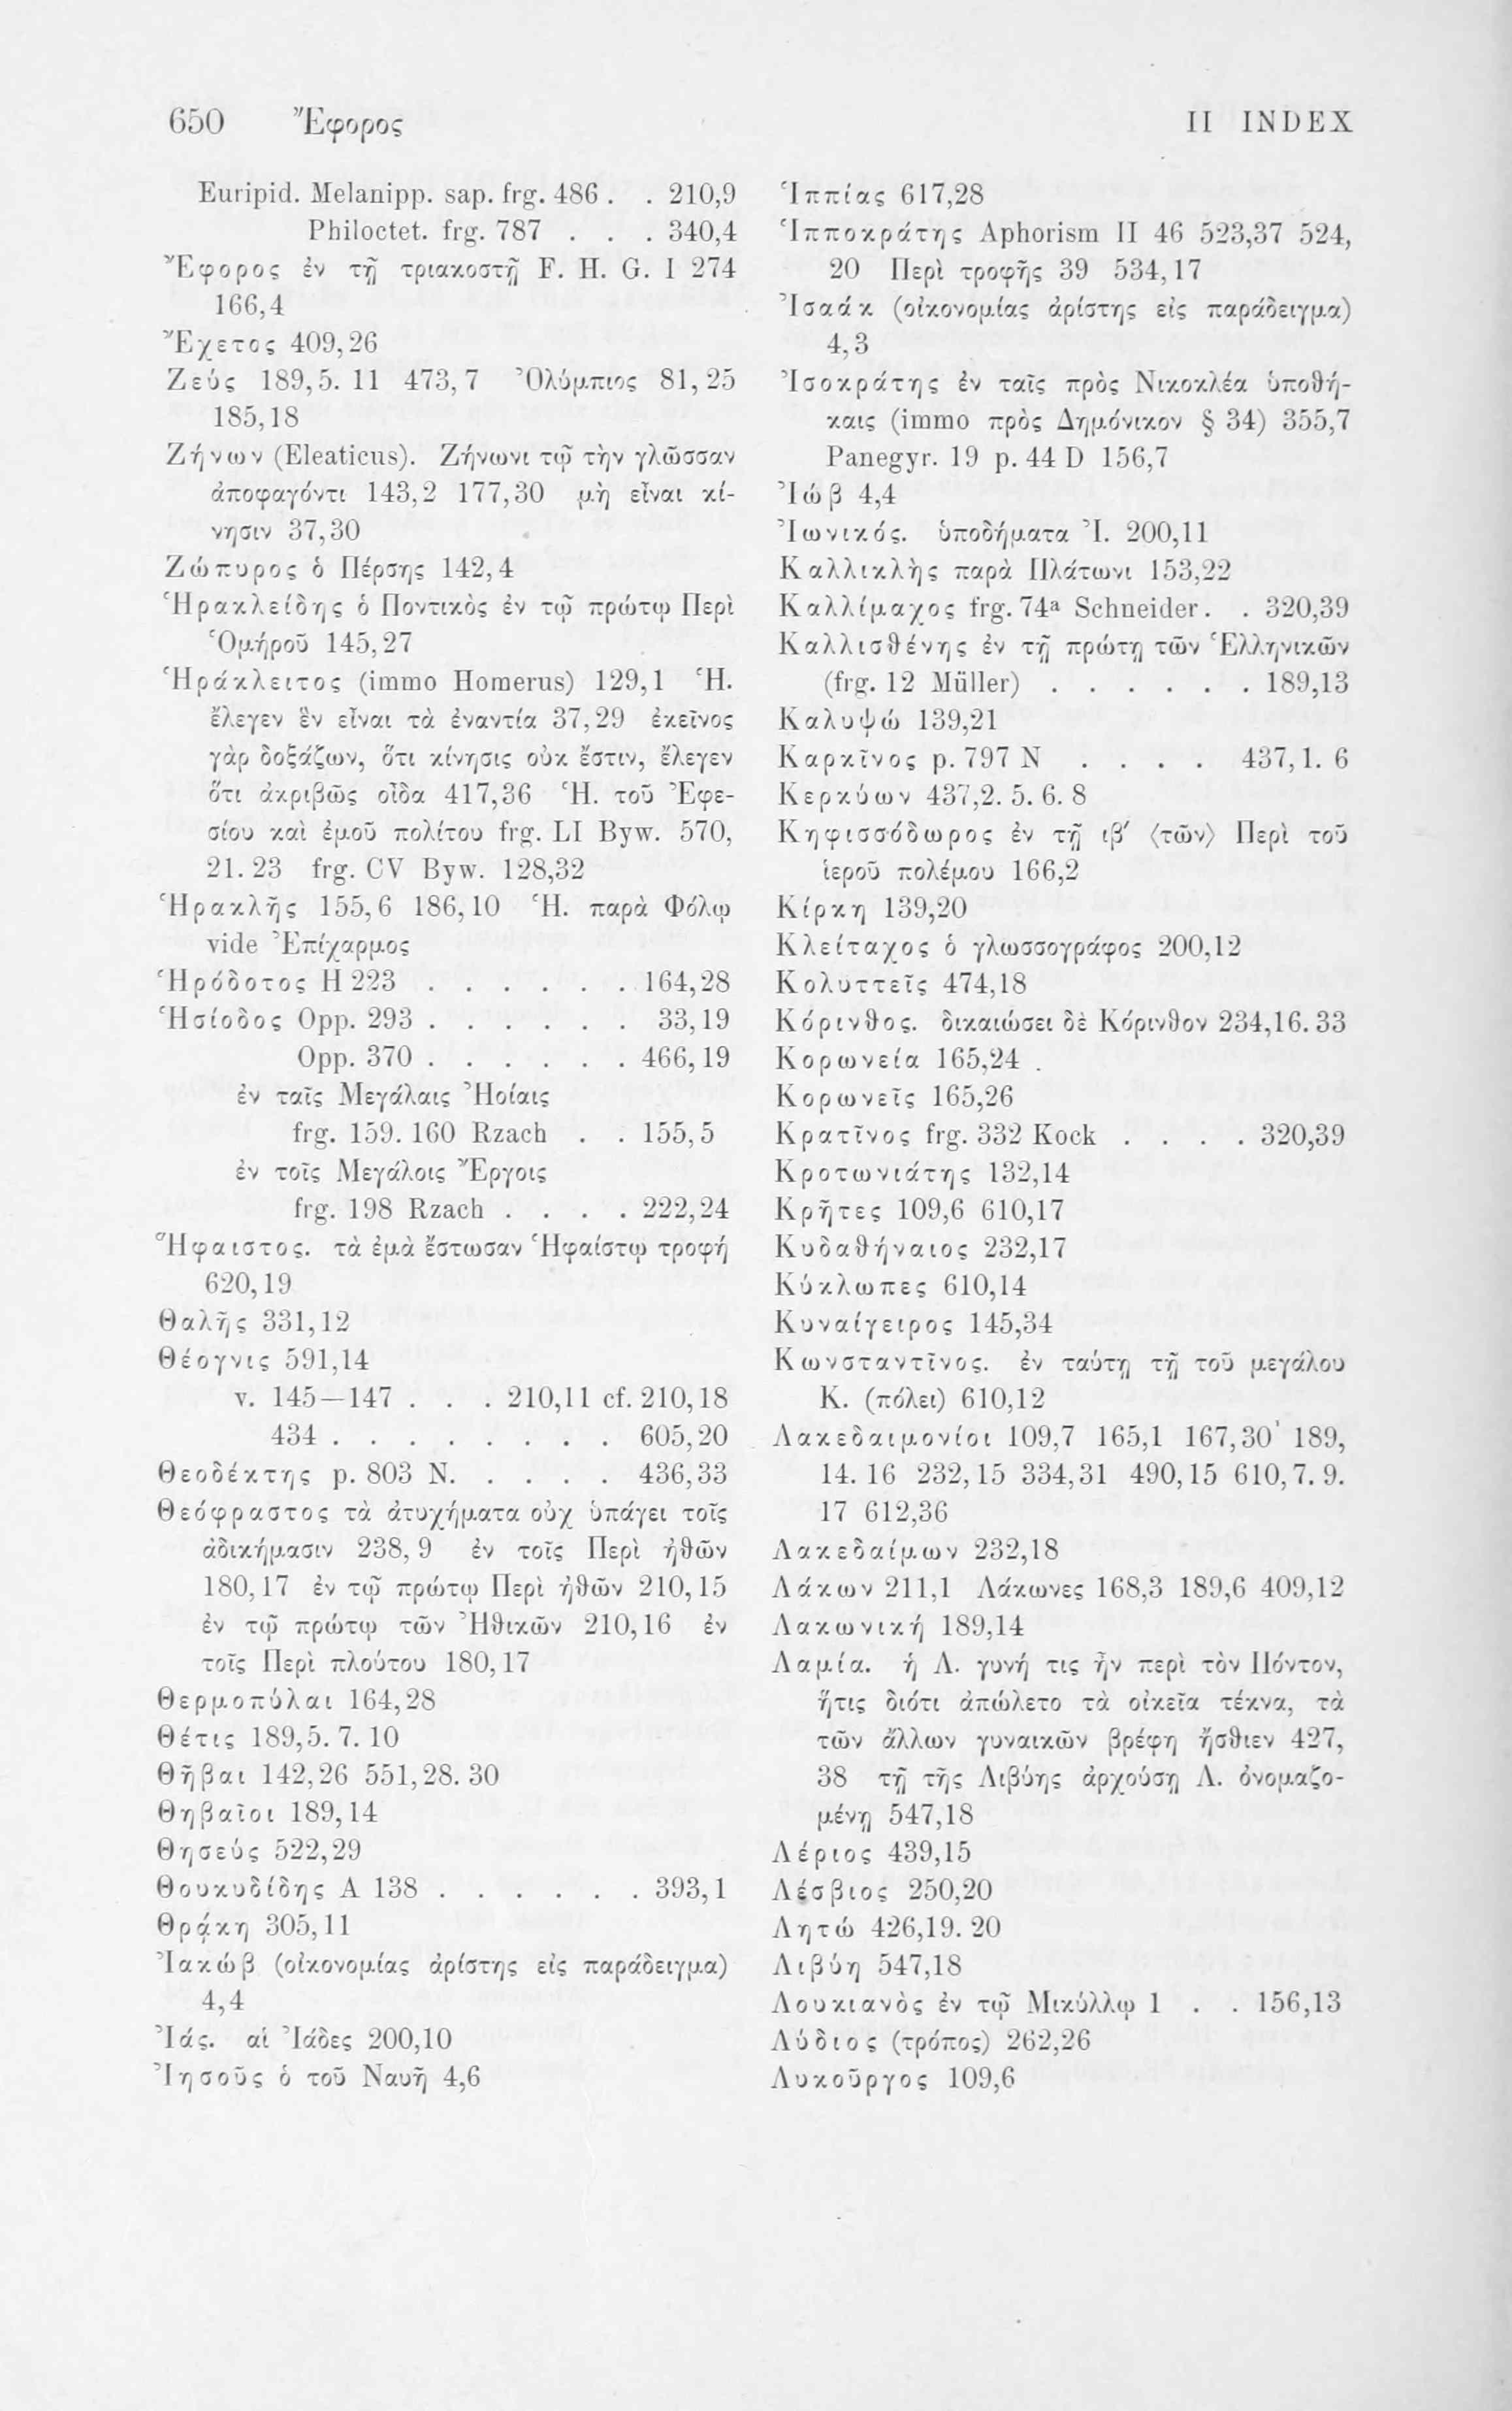 650 Ἔφορος
II INDEX
Euripid. Melanipp. sap. frg. 486 . . 210,9
Philoctet. frg. 787 . . . 340,4
Ἔφορος ἐν τῇ τριακοστῇ F. H. G. I 274
166,4
Ἔχετος 409,26
Ζεύς 189,5. 11 473,7 Ὀλύμπιος 81,25
185,18
Ζήνων (Eleaticus). Ζήνωνι τῷ τὴν γλῶσσαν
ἀποφαγόντι 143,2 177,30 μὴ εἶναι κί-
νησιν 37,30
Ζώπυρος ὁ Πέρσης 142,4
Ἡρακλείδης ὁ Ποντικὸς ἐν τῷ πρώτῳ Περὶ
Ὁμήροῦ 145,27
Ἡράκλειτος (immo Homerus) 129,1 Ἡ.
ἔλεγεν ἓν εἶναι τὰ ἐναντία 37,29 ἐκεῖνος
γὰρ δοξάζων, ὅτι κίνησις οὐκ ἔστιν, ἔλεγεν
ὅτι ἀκριβῶς οἶδα 417,36 Ἡ. τοῦ Ἐφε-
σίου καὶ ἐμοῦ πολίτου frg. LI Byw. 570,
21. 23 frg. CV Byw. 128,32
Ἡρακλῆς 155,6 186,10 Ἡ. παρὰ Φόλῳ
vide Ἐπίχαρμος
Ἡρόδοτος Η 223 . . . . . . 164,28
Ἡσίοδος Opp. 293 . . . . . . 33,19
Opp. 370 . . . . . . 466,19
ἐν ταῖς Μεγάλαις Ἠοίαις
frg. 159. 160 Rzach . . 155,5
ἐν τοῖς Μεγάλοις Ἔργοις
frg. 198 Rzach . . . . 222,24
Ἥφαιστος. τὰ ἐμὰ ἔστωσαν Ἡφαίστῳ τροφή
620,19
Θαλῆς 331,12
Θέογνις 591,14
v. 145—147 . . . 210,11 cf. 210,18
434 . . . . . . . . 605,20
Θεοδέκτης p. 803 N. . . . . 436,33
Θεόφραστος τὰ ἀτυχήματα οὐχ ὑπάγει τοῖς
ἀδικήμασιν 238,9 ἐν τοῖς Περὶ ἠθῶν
180,17 ἐν τῷ πρώτῳ Περὶ ἠθῶν 210,15
ἐν τῷ πρώτῳ τῶν Ἠθικῶν 210,16 ἐν
τοῖς Περὶ πλούτου 180,17
Θερμοπύλαι 164,28
Θέτις 189,5. 7. 10
Θῆβαι 142,26 551,28. 30
Θηβαῖοι 189,14
Θησεύς 522,29
Θουκυδίδης Α 138 . . . . . . 393,1
Θρᾴκη 305,11
Ἰακώβ (οἰκονομίας ἀρίστης εἰς παράδειγμα)
4,4
Ἰάς. αἱ Ἰάδες 200,10
Ἰησοῦς ὁ τοῦ Ναυῆ 4,6
Ἱππίας 617,28
Ἱπποκράτης Aphorism II 46 523,37 524,
20 Περὶ τροφῆς 39 534,17
Ἰσαάκ (οἰκονομίας ἀρίστης εἰς παράδειγμα)
4,3
Ἰσοκράτης ἐν ταῖς πρὸς Νικοκλέα ὑποθή-
καις (immo πρὸς Δημόνικον § 34) 355,7
Panegyr. 19 p. 44 D 156,7
Ἰώβ 4,4
Ἰωνικός. ὑποδήματα Ἰ. 200,11
Καλλικλὴς παρὰ Πλάτωνι 153,22
Καλλίμαχος frg. 74a Schneider. . 320,39
Καλλισθένης ἐν τῇ πρώτῃ τῶν Ἑλληνικῶν
(frg. 12 Müller) . . . . . . 189,13
Καλυψώ 139,21
Καρκῖνος p. 797 N . . . . 437,1. 6
Κερκύων 437,2. 5. 6. 8
Κηφισσόδωρος ἐν τῇ ιβʹ ⟨τῶν⟩ Περὶ τοῦ
ἱεροῦ πολέμου 166,2
Κίρκη 139,20
Κλείταχος ὁ γλωσσογράφος 200,12
Κολυττεῖς 474,18
Κόρινθος. δικαιώσει δὲ Κόρινθον 234,16. 33
Κορωνεία 165,24
Κορωνεῖς 165,26
Κρατῖνος frg. 332 Kock . . . . 320,39
Κροτωνιάτης 132,14
Κρῆτες 109,6 610,17
Κυδαθήναιος 232,17
Κύκλωπες 610,14
Κυναίγειρος 145,34
Κωνσταντῖνος. ἐν ταύτῃ τῇ τοῦ μεγάλου
Κ. (πόλει) 610,12
Λακεδαιμονίοι 109,7 165,1 167,30 189,
14. 16 232,15 334,31 490,15 610,7. 9.
17 612,36
Λακεδαίμων 232,18
Λάκων 211,1 Λάκωνες 168,3 189,6 409,12
Λακωνική 189,14
Λαμία. ἡ Λ. γυνή τις ἦν περὶ τὸν Πόντον,
ἥτις διότι ἀπώλετο τὰ οἰκεῖα τέκνα, τὰ
τῶν ἄλλων γυναικῶν βρέφη ἤσθιεν 427,
38 τῇ τῆς Λιβύης ἀρχούσῃ Λ. ὀνομαζο-
μένῃ 547,18
Λέριος 439,15
Λέσβιος 250,20
Λητώ 426,19. 20
Λιβύη 547,18
Λουκιανὸς ἐν τῷ Μικύλλῳ 1 . . 156,13
Λύδιος (τρόπος) 262,26
Λυκοῦργος 109,6